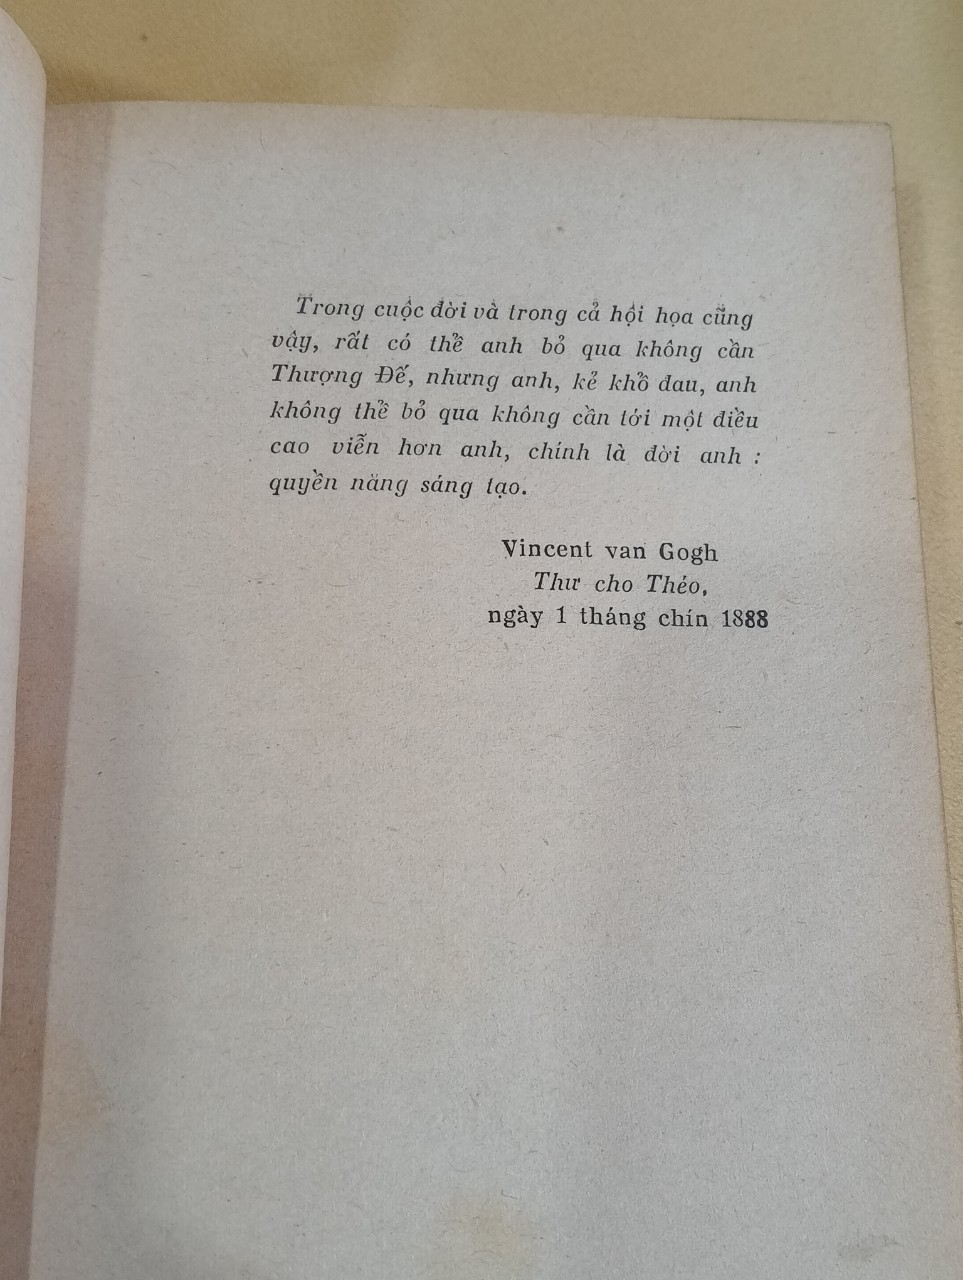 Trong cuộc đời và trong cả hội họa cũng
vậy, rất có thể anh bỏ qua không cần
Thượng Đế, nhưng anh, kẻ khổ đau, anh
không thể bỏ qua không cần tới một điều
cao viễn hơn anh, chính là đời anh :
quyền năng sáng tạo.
Vincent van Gogh
Thư cho Théo,
ngày 1 tháng chín 1888